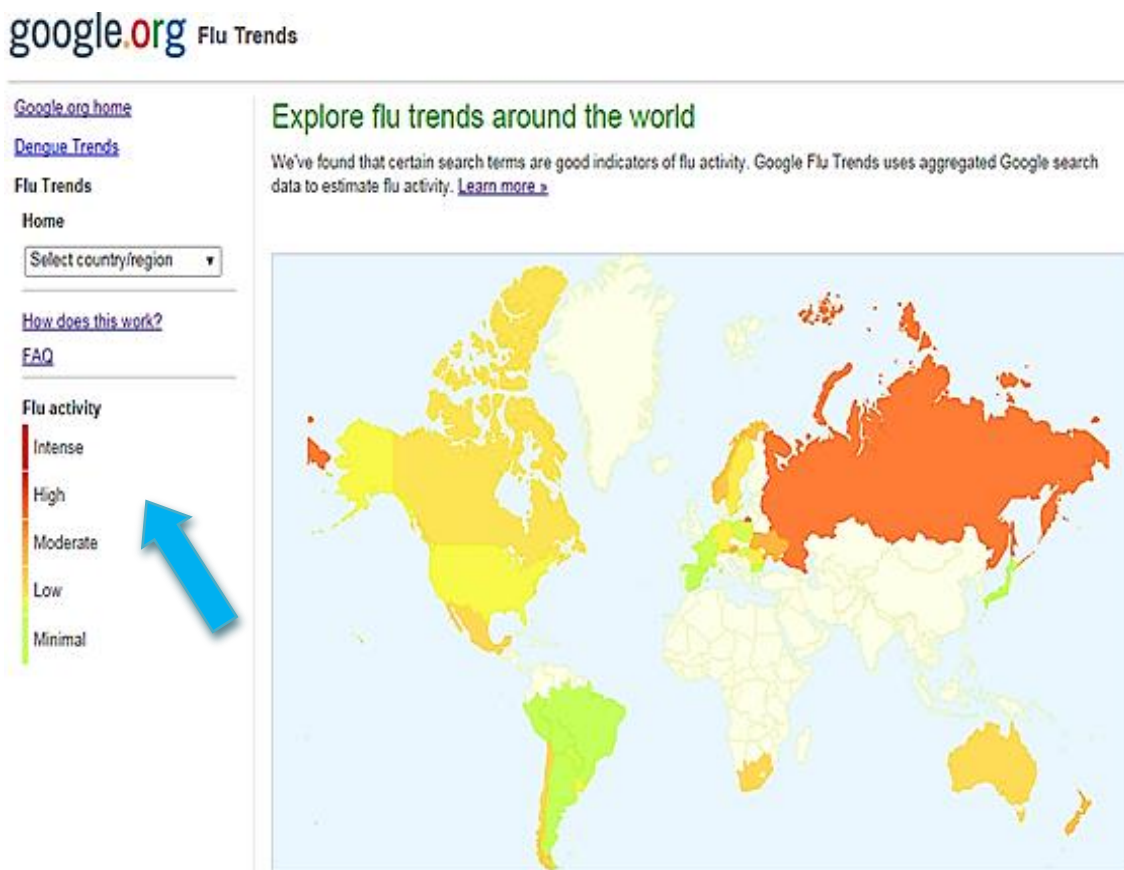 google.org Flu Trends
Google.org home
Dengue Trends
Flu Trends
Home
Select country/region
How does this work?
FAQ
Flu activity
Intense
High
Moderate
Low
Minimal
Explore flu trends around the world
We've found that certain search terms are good indicators of flu activity. Google Flu Trends uses aggregated Google search
data to estimate flu activity. Learn more »